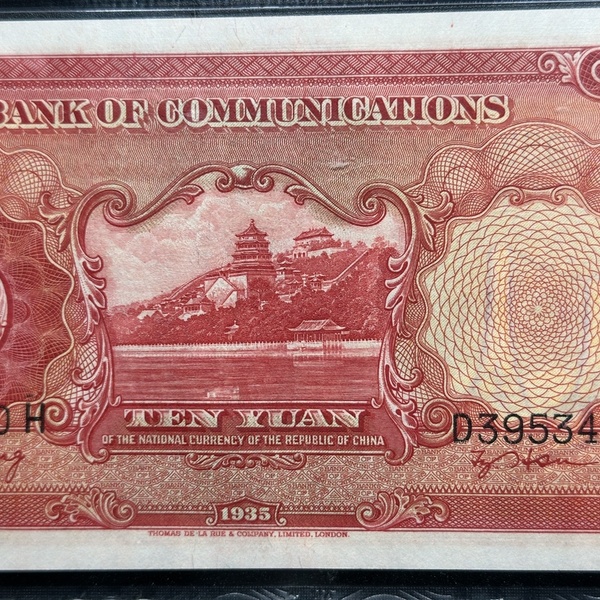 BANK OF COMMUNICATIONS
TEN YUAN
OF THE NATIONAL CURRENCY OF THE REPUBLIC OF CHINA
H
D39534
1935
THOMAS DE LA RUE & COMPANY, LIMITED, LONDON.